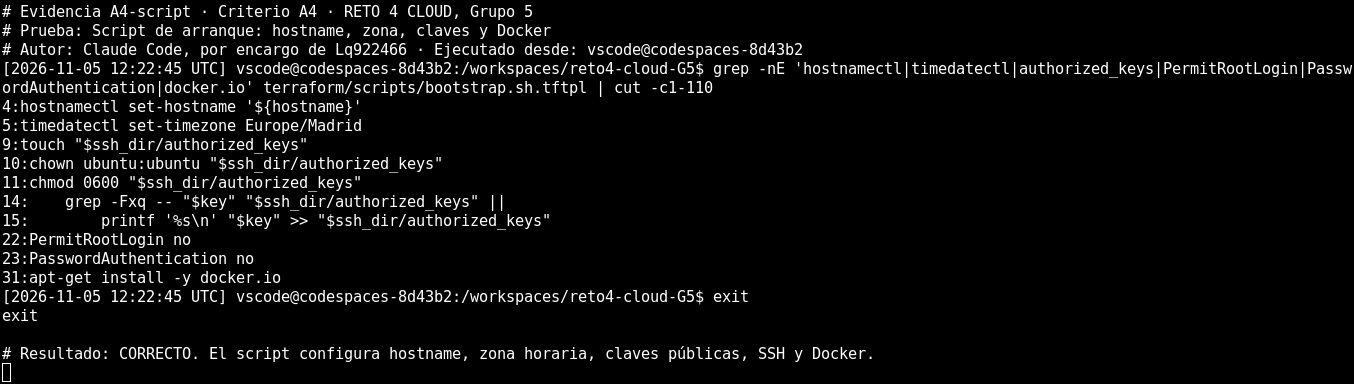 # Evidencia A4-script · Criterio A4 · RETO 4 CLOUD, Grupo 5
# Prueba: Script de arranque: hostname, zona, claves y Docker
# Autor: Claude Code, por encargo de Lq922466 · Ejecutado desde: vscode@codespaces-8d43b2
[2026-11-05 12:22:45 UTC] vscode@codespaces-8d43b2:/workspaces/reto4-cloud-G5$ grep -nE 'hostnamectl|timedatectl|authorized_keys|PermitRootLogin|Passw
ordAuthentication|docker.io' terraform/scripts/bootstrap.sh.tftpl | cut -c1-110
4:hostnamectl set-hostname '${hostname}'
5:timedatectl set-timezone Europe/Madrid
9:touch "$ssh_dir/authorized_keys"
10:chown ubuntu:ubuntu "$ssh_dir/authorized_keys"
11:chmod 0600 "$ssh_dir/authorized_keys"
14:    grep -Fxq -- "$key" "$ssh_dir/authorized_keys" ||
15:        printf '%s\n' "$key" >> "$ssh_dir/authorized_keys"
22:PermitRootLogin no
23:PasswordAuthentication no
31:apt-get install -y docker.io
[2026-11-05 12:22:45 UTC] vscode@codespaces-8d43b2:/workspaces/reto4-cloud-G5$ exit
exit

# Resultado: CORRECTO. El script configura hostname, zona horaria, claves públicas, SSH y Docker.